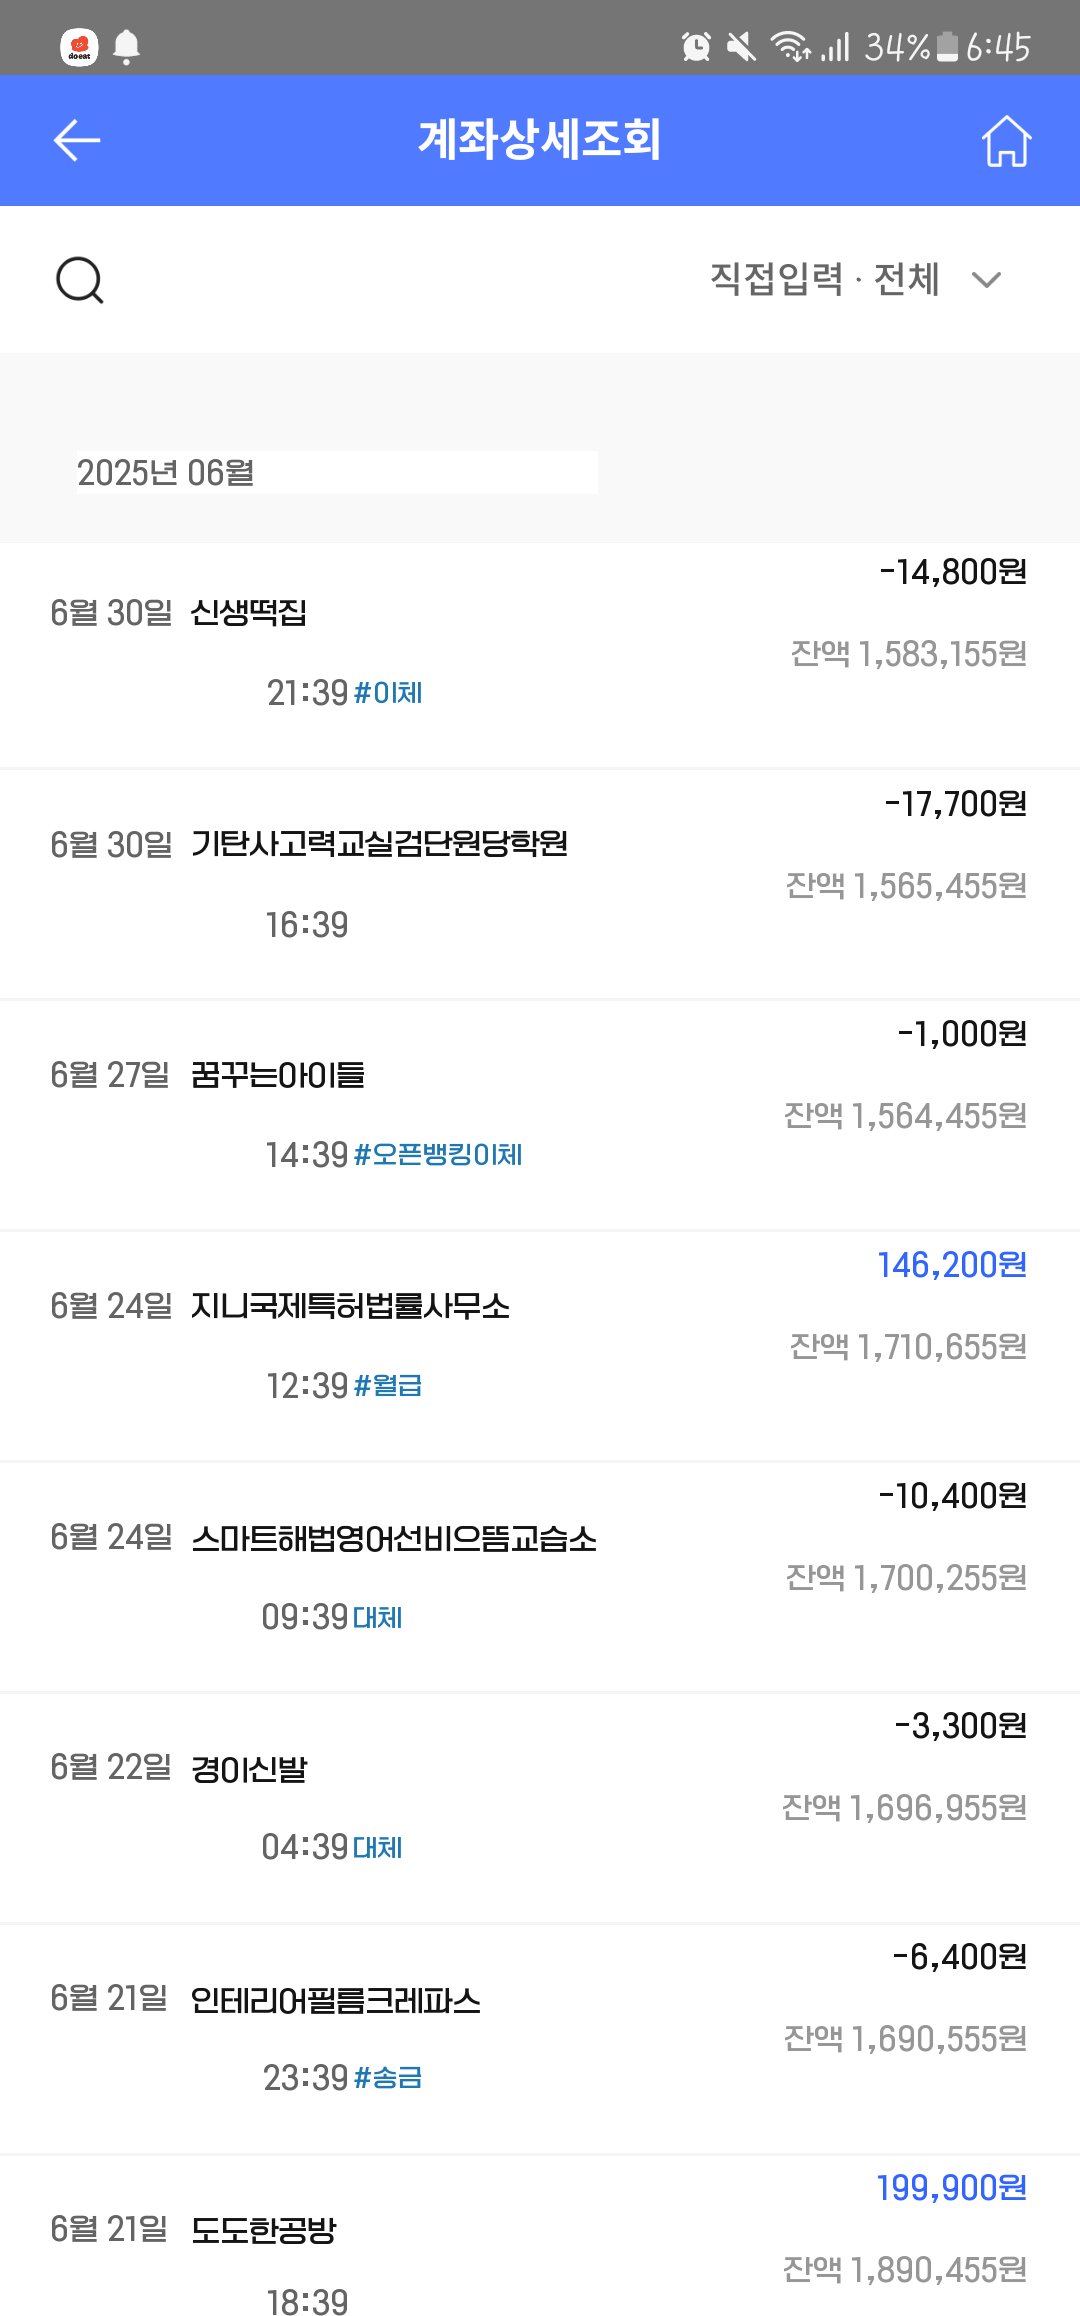 doeat
34% 6:45
계좌상세조회
직접입력 · 전체
2025년 06월
-14,800원
6월 30일 신생떡집
잔액 1,583,155원
21:39 #이체
-17,700원
6월 30일 기탄사고력교실검단원당학원
잔액 1,565,455원
16:39
-1,000원
6월 27일 꿈꾸는아이들
잔액 1,564,455원
14:39 #오픈뱅킹이체
146,200원
6월 24일 지니국제특허법률사무소
잔액 1,710,655원
12:39 #월급
-10,400원
6월 24일 스마트해법영어선비으뜸교습소
잔액 1,700,255원
09:39 대체
-3,300원
6월 22일 경이신발
잔액 1,696,955원
04:39 대체
-6,400원
6월 21일 인테리어필름크레파스
잔액 1,690,555원
23:39 #송금
199,900원
6월 21일 도도한공방
잔액 1,890,455원
18:39